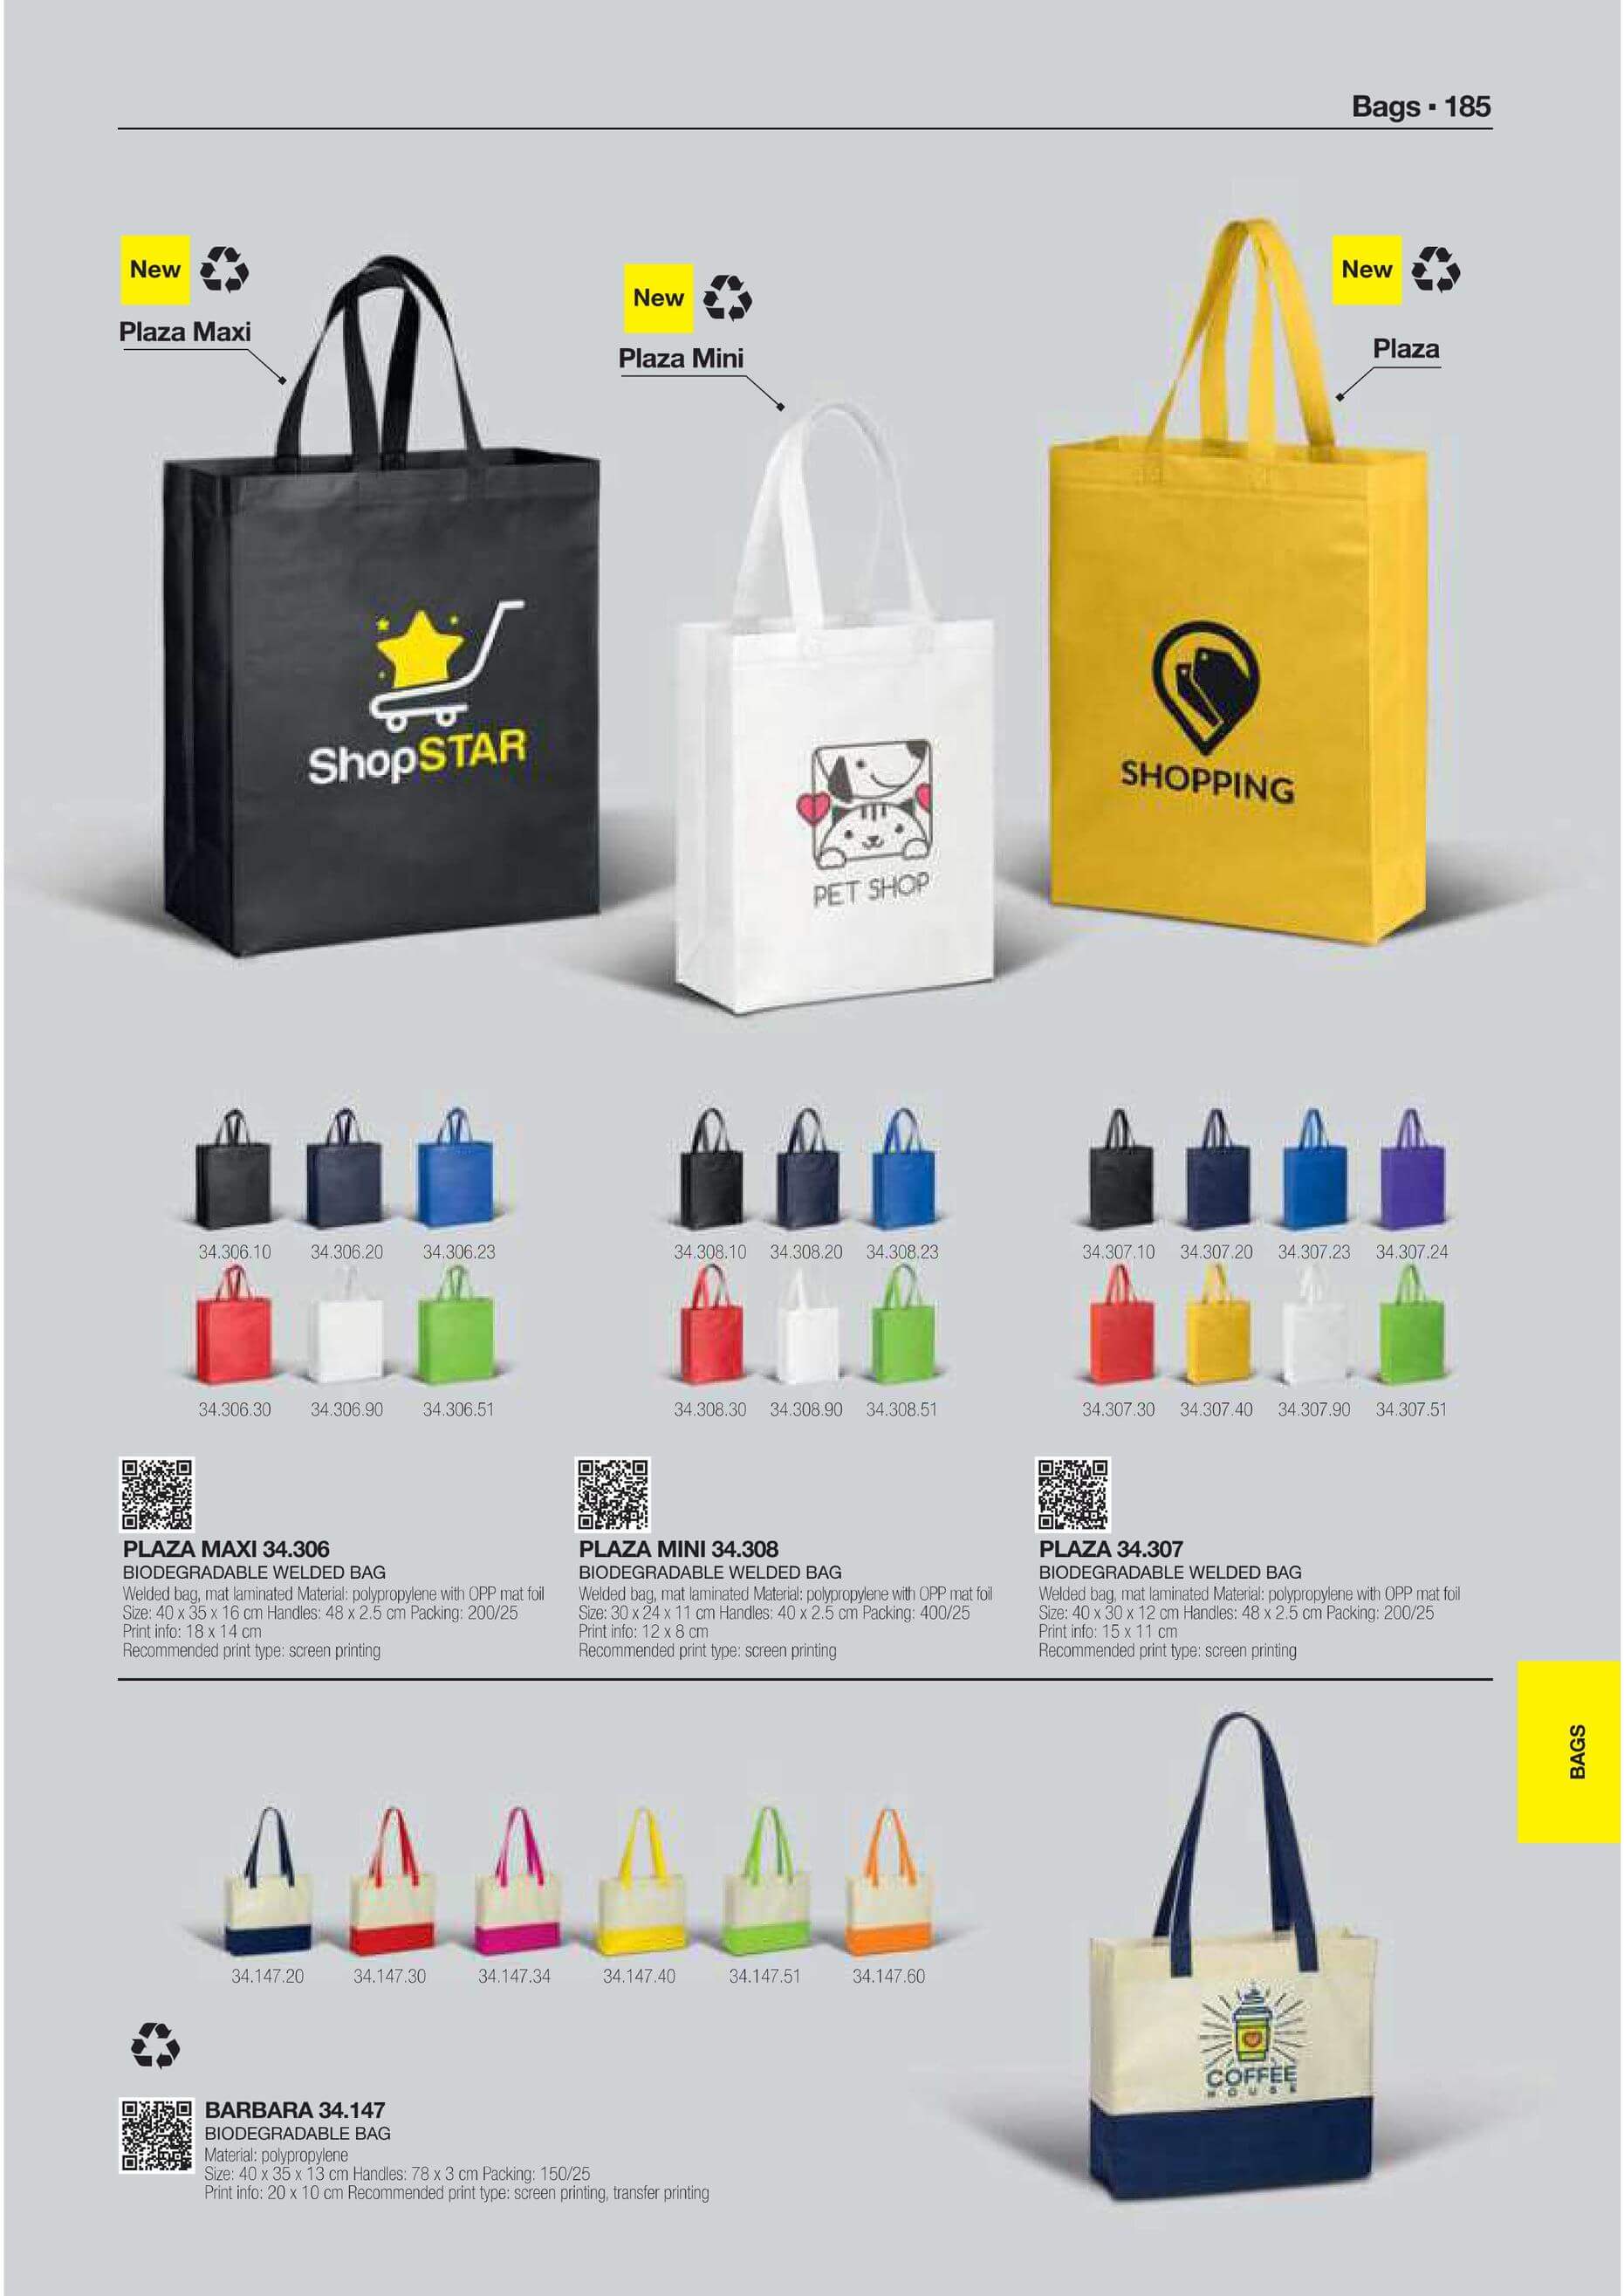 Bags ▪ 185
New
Plaza Maxi
New
Plaza Mini
New
Plaza
ShopSTAR
PET SHOP
SHOPPING
34.306.10 34.306.20 34.306.23
34.306.30 34.306.90 34.306.51
34.308.10 34.308.20 34.308.23
34.308.30 34.308.90 34.308.51
34.307.10 34.307.20 34.307.23 34.307.24
34.307.30 34.307.40 34.307.90 34.307.51
PLAZA MAXI 34.306
BIODEGRADABLE WELDED BAG
Welded bag, mat laminated Material: polypropylene with OPP mat foil
Size: 40 x 35 x 16 cm Handles: 48 x 2.5 cm Packing: 200/25
Print info: 18 x 14 cm
Recommended print type: screen printing
PLAZA MINI 34.308
BIODEGRADABLE WELDED BAG
Welded bag, mat laminated Material: polypropylene with OPP mat foil
Size: 30 x 24 x 11 cm Handles: 40 x 2.5 cm Packing: 400/25
Print info: 12 x 8 cm
Recommended print type: screen printing
PLAZA 34.307
BIODEGRADABLE WELDED BAG
Welded bag, mat laminated Material: polypropylene with OPP mat foil
Size: 40 x 30 x 12 cm Handles: 48 x 2.5 cm Packing: 200/25
Print info: 15 x 11 cm
Recommended print type: screen printing
BAGS
34.147.20 34.147.30 34.147.34 34.147.40 34.147.51 34.147.60
COFFEE
HOUSE
BARBARA 34.147
BIODEGRADABLE BAG
Material: polypropylene
Size: 40 x 35 x 13 cm Handles: 78 x 3 cm Packing: 150/25
Print info: 20 x 10 cm Recommended print type: screen printing, transfer printing